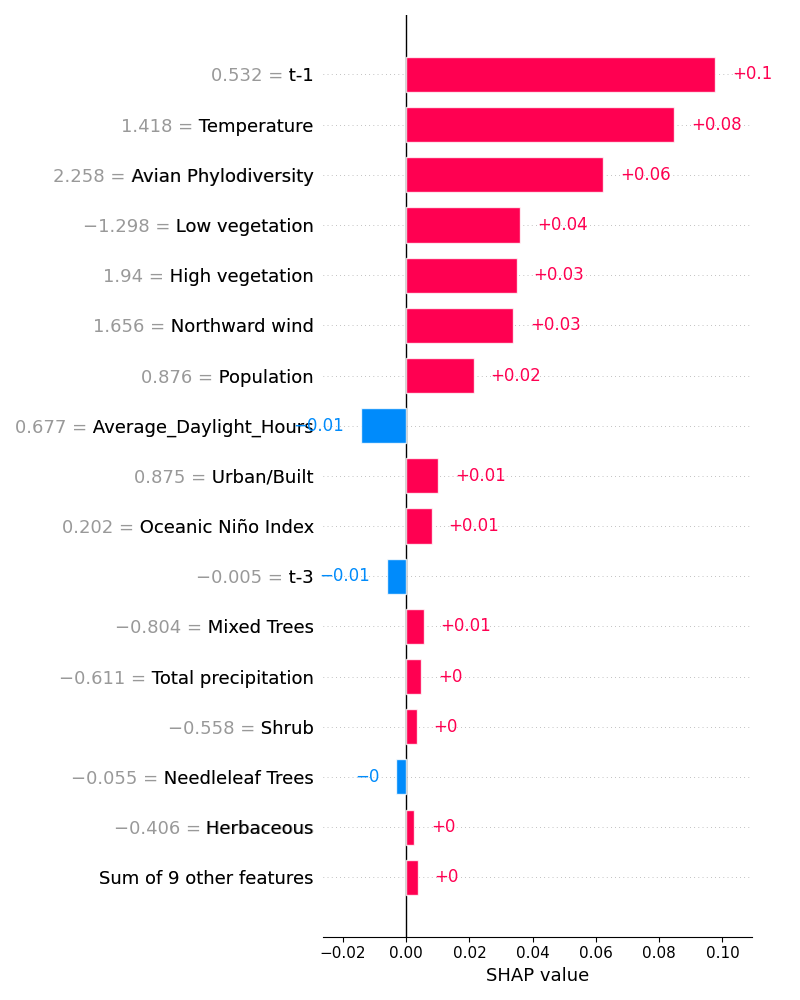 0.532 = t-1 +0.1
1.418 = Temperature +0.08
2.258 = Avian Phylodiversity +0.06
−1.298 = Low vegetation +0.04
1.94 = High vegetation +0.03
1.656 = Northward wind +0.03
0.876 = Population +0.02
0.677 = Average_Daylight_Hours −0.01
0.875 = Urban/Built +0.01
0.202 = Oceanic Niño Index +0.01
−0.005 = t-3 −0.01
−0.804 = Mixed Trees +0.01
−0.611 = Total precipitation +0
−0.558 = Shrub +0
−0.055 = Needleleaf Trees −0
−0.406 = Herbaceous +0
Sum of 9 other features +0
−0.02 0.00 0.02 0.04 0.06 0.08 0.10
SHAP value